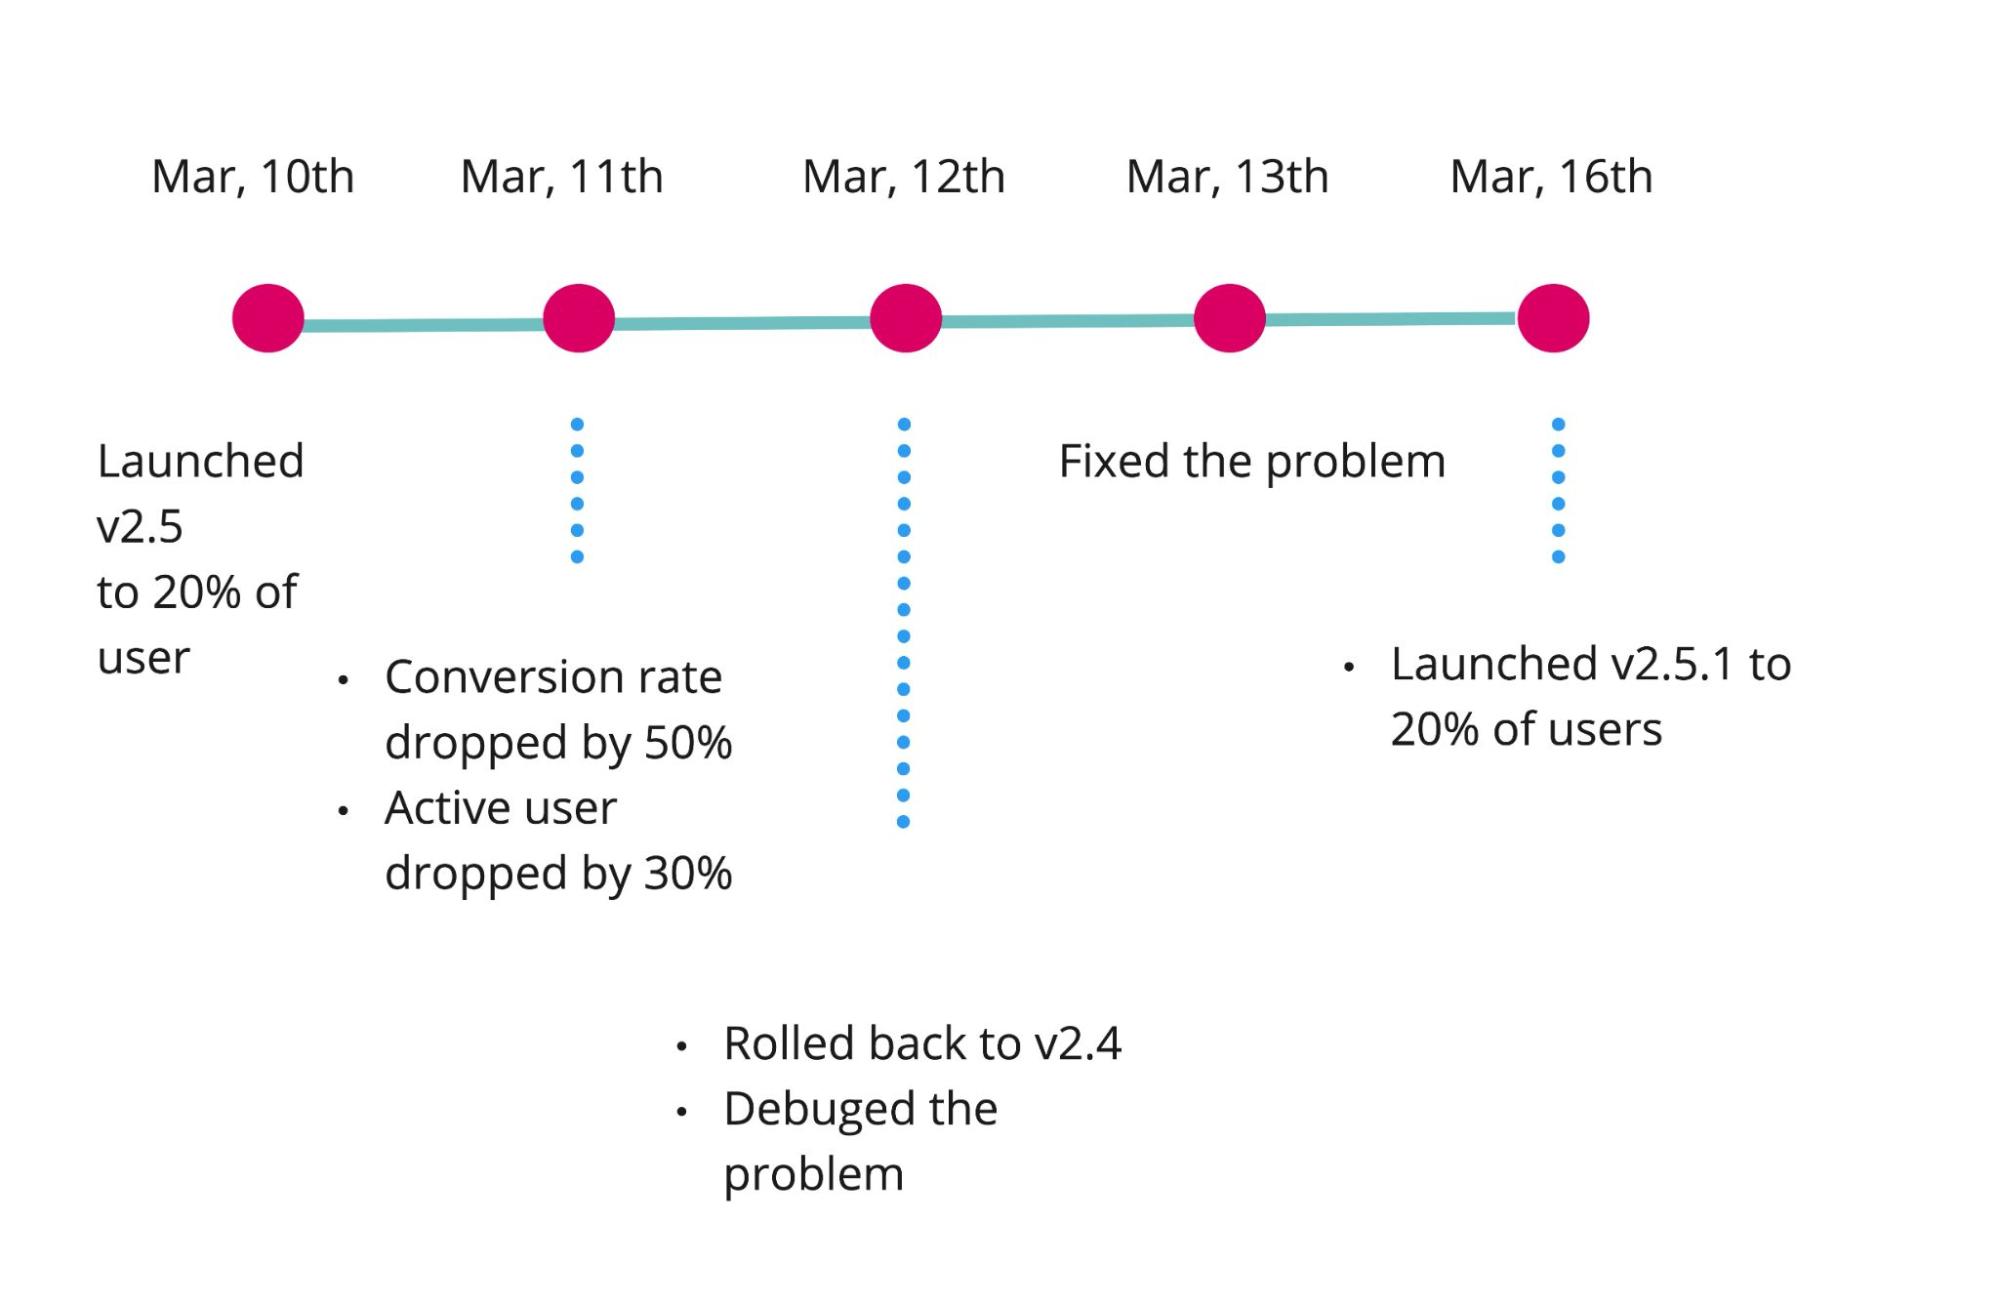 Mar, 10th
Mar, 11th
Mar, 12th
Mar, 13th
Mar, 16th
Launched
v2.5
to 20% of
user
• Conversion rate
dropped by 50%
• Active user
dropped by 30%
• Rolled back to v2.4
• Debuged the
problem
Fixed the problem
• Launched v2.5.1 to
20% of users